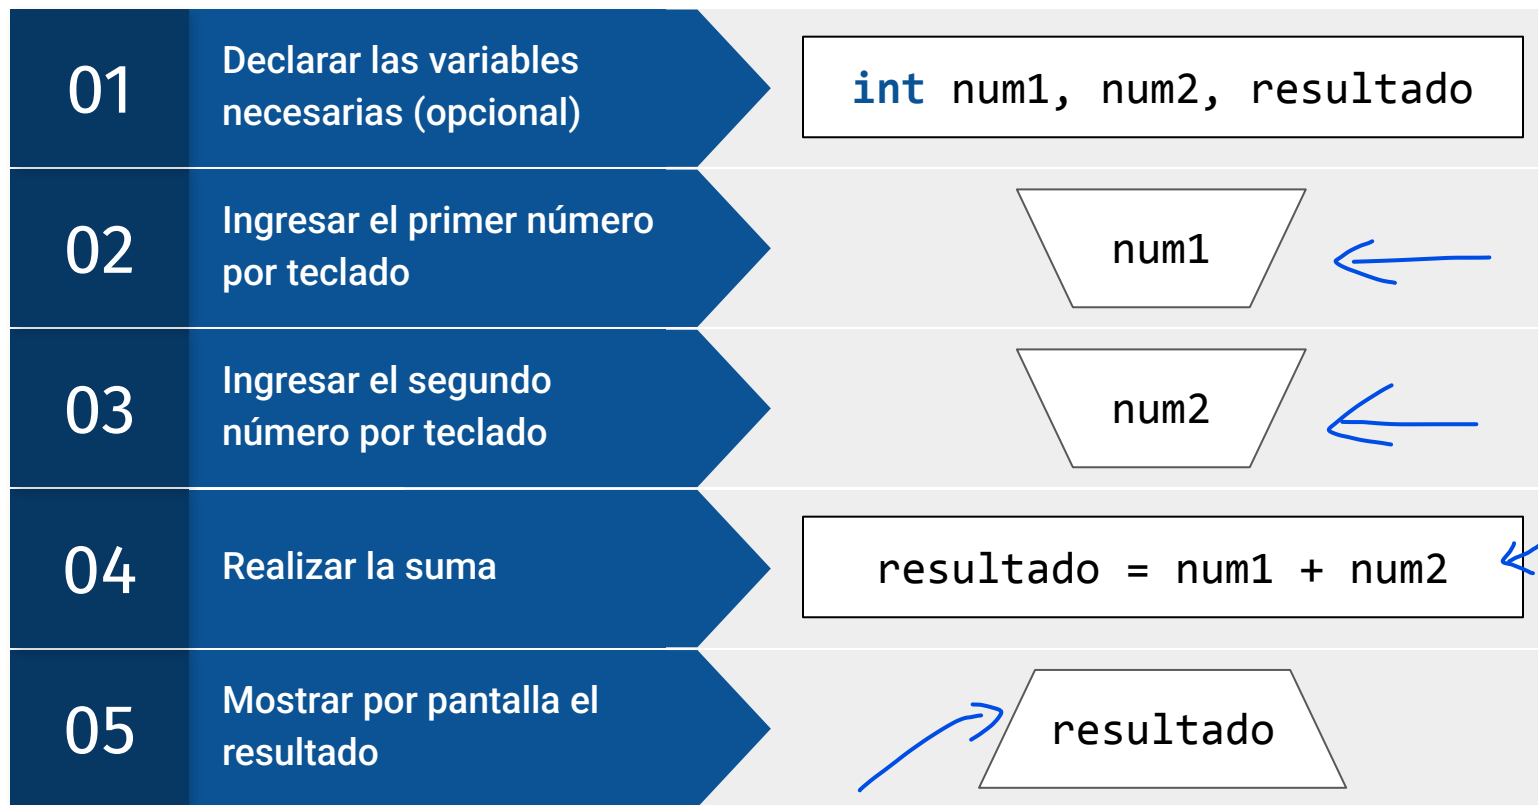 01
Declarar las variables
necesarias (opcional)
int num1, num2, resultado
02
Ingresar el primer número
por teclado
num1
03
Ingresar el segundo
número por teclado
num2
04
Realizar la suma
resultado = num1 + num2
05
Mostrar por pantalla el
resultado
resultado